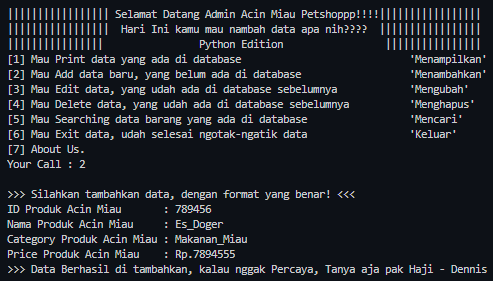 ||||||||||||||||| Selamat Datang Admin Acin Miau Petshoppp!!!!|||||||||||||||||
||||||||||||||||| Hari Ini kamu mau nambah data apa nih???? |||||||||||||||||
|||||||||||||||| Python Edition ||||||||||||||||
[1] Mau Print data yang ada di database 'Menampilkan'
[2] Mau Add data baru, yang belum ada di database 'Menambahkan'
[3] Mau Edit data, yang udah ada di database sebelumnya 'Mengubah'
[4] Mau Delete data, yang udah ada di database sebelumnya 'Menghapus'
[5] Mau Searching data barang yang ada di database 'Mencari'
[6] Mau Exit data, udah selesai ngotak-ngatik data 'Keluar'
[7] About Us.
Your Call : 2
>>> Silahkan tambahkan data, dengan format yang benar! <<<
ID Produk Acin Miau : 789456
Nama Produk Acin Miau : Es_Doger
Category Produk Acin Miau : Makanan_Miau
Price Produk Acin Miau : Rp.7894555
>>> Data Berhasil di tambahkan, kalau nggak Percaya, Tanya aja pak Haji - Dennis